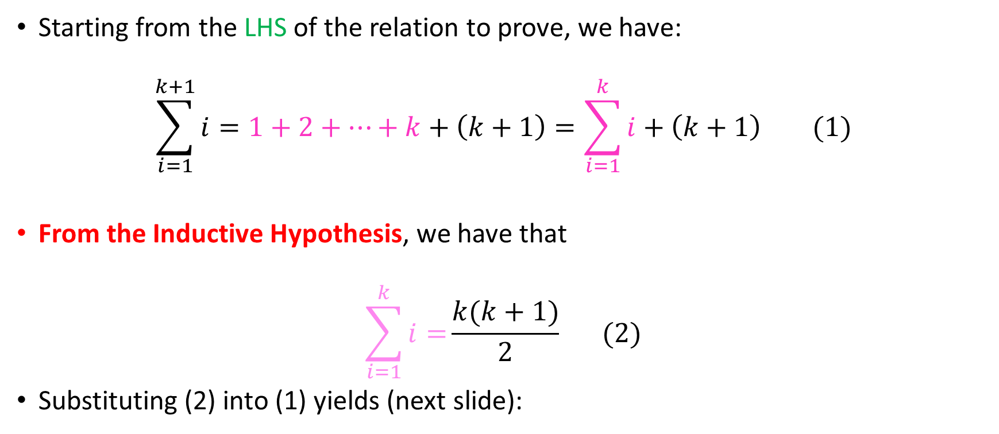 • Starting from the LHS of the relation to prove, we have:
$$\sum_{i=1}^{k+1} i = 1 + 2 + \cdots + k + (k + 1) = \sum_{i=1}^{k} i + (k + 1) \qquad (1)$$
• From the Inductive Hypothesis, we have that
$$\sum_{i=1}^{k} i = \frac{k(k + 1)}{2} \qquad (2)$$
• Substituting (2) into (1) yields (next slide):